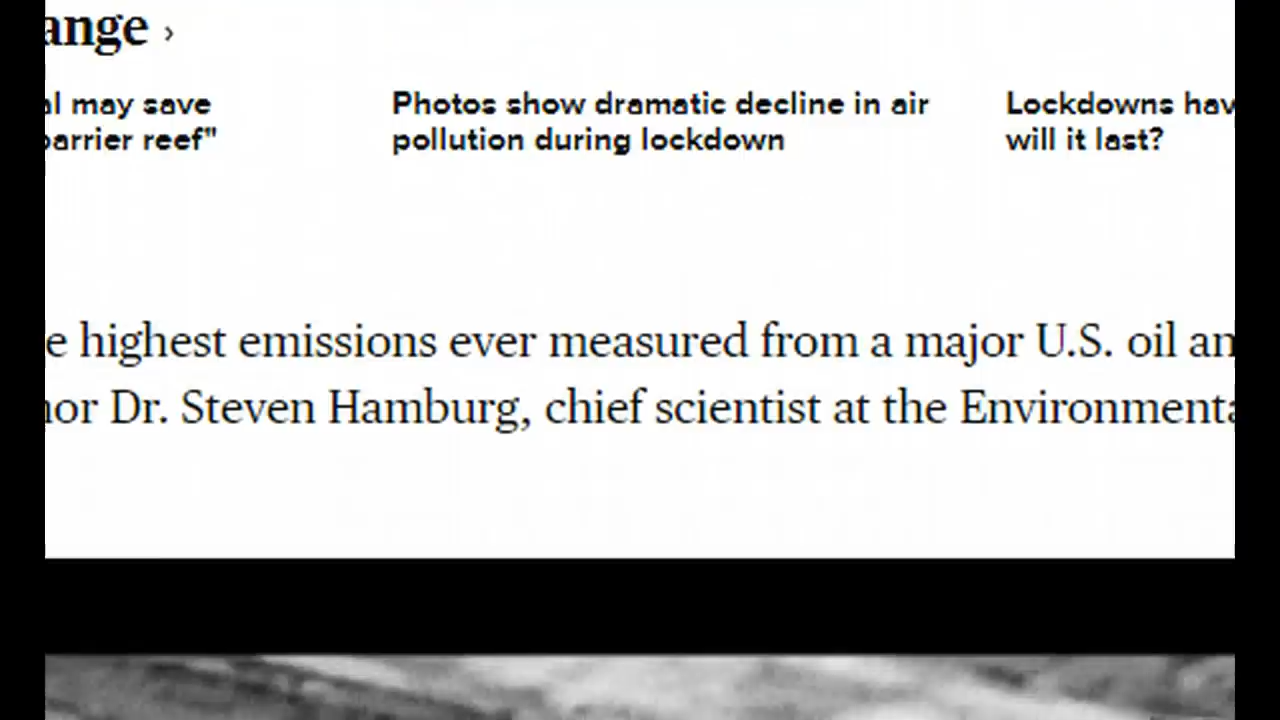 ange ›
al may save
barrier reef"
Photos show dramatic decline in air
pollution during lockdown
Lockdowns hav
will it last?
e highest emissions ever measured from a major U.S. oil an
hor Dr. Steven Hamburg, chief scientist at the Environmenta